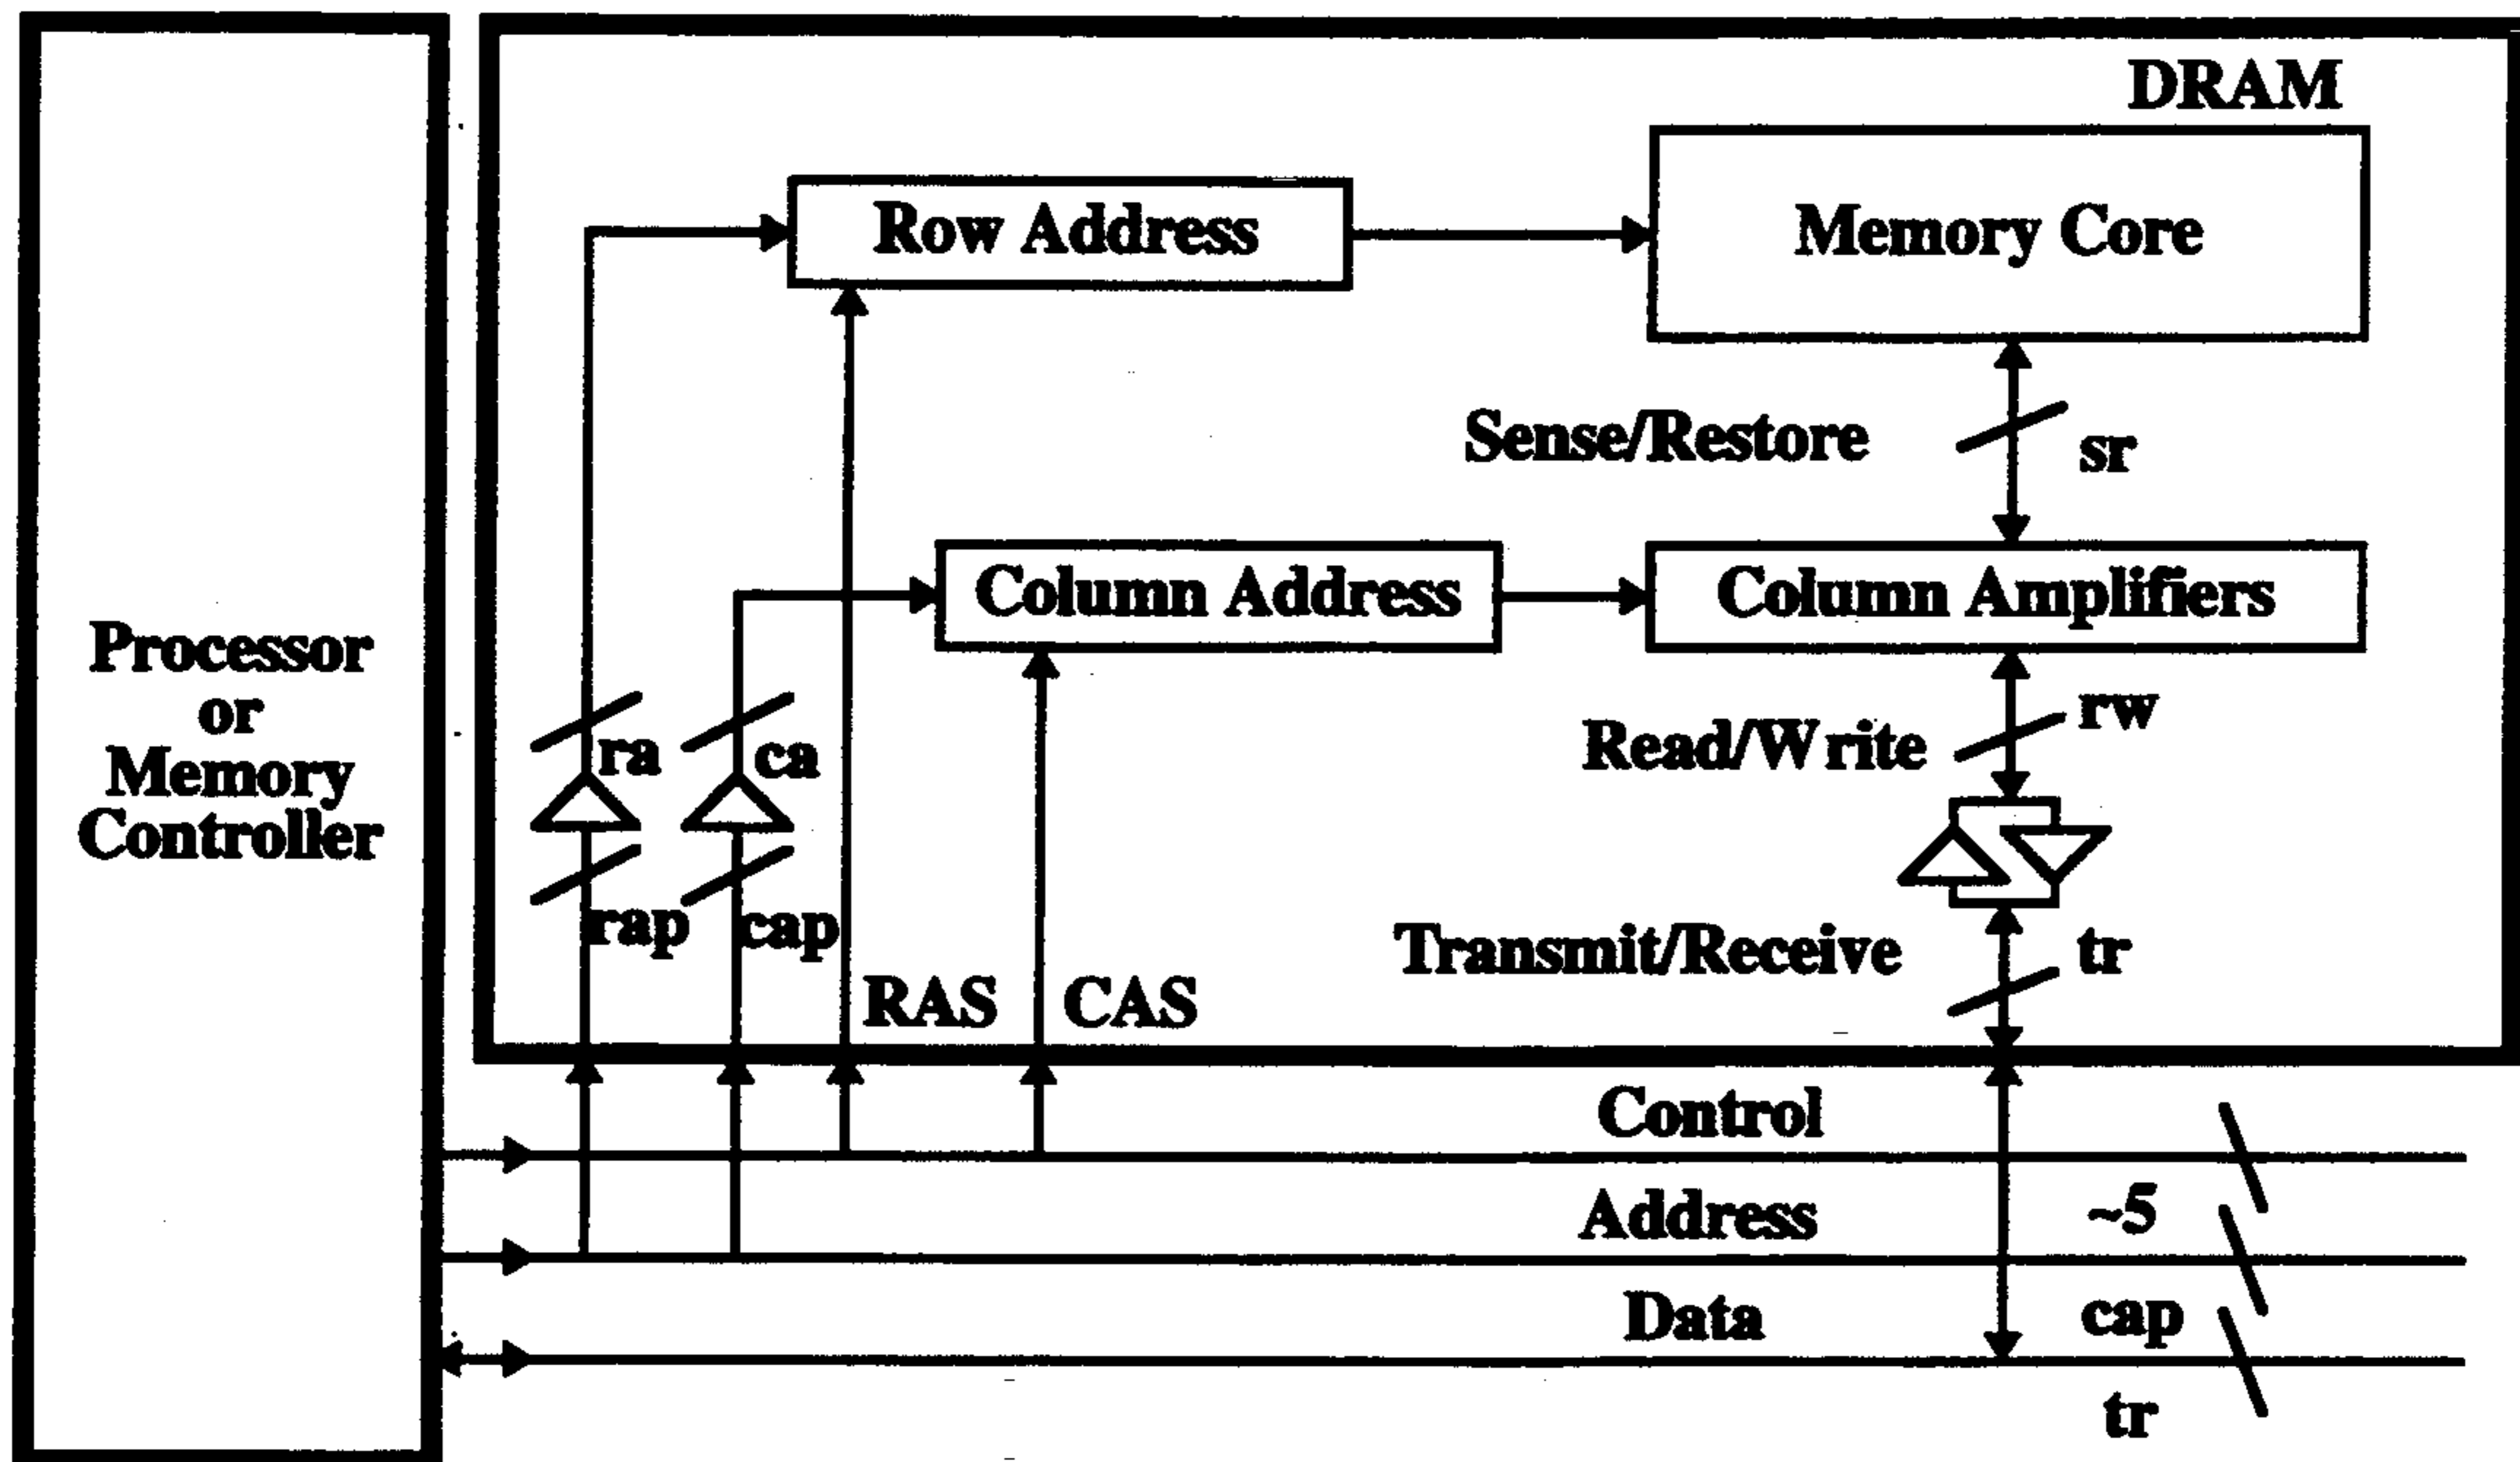 DRAM
Row Address
Memory Core
Sense/Restore
sr
Column Address
Column Amplifiers
Processor
or
Memory
Controller
ra
ca
Read/Write
rw
rap
cap
Transmit/Receive
tr
RAS
CAS
Control
~5
Address
cap
Data
tr